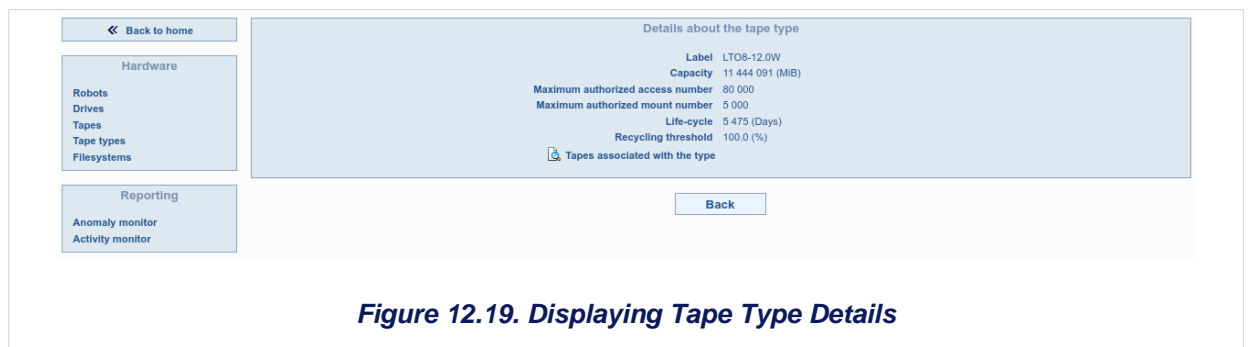 Back to home
Hardware
Robots
Drives
Tapes
Tape types
Filesystems
Reporting
Anomaly monitor
Activity monitor
Details about the tape type
Label LTO8-12.0W
Capacity 11 444 091 (MiB)
Maximum authorized access number 80 000
Maximum authorized mount number 5 000
Life-cycle 5 475 (Days)
Recycling threshold 100.0 (%)
Tapes associated with the type
Back
Figure 12.19. Displaying Tape Type Details